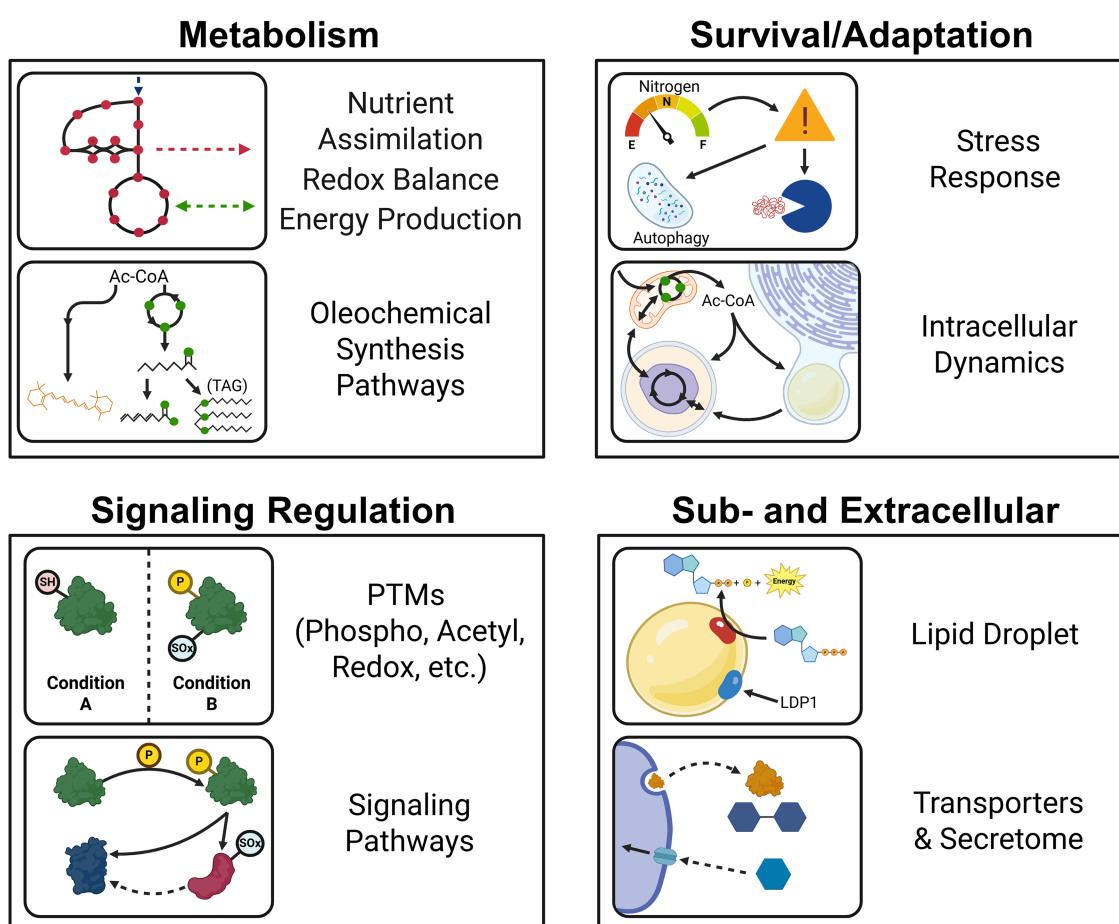 Metabolism
Nutrient
Assimilation
Redox Balance
Energy Production
Ac-CoA
(TAG)
Oleochemical
Synthesis
Pathways
Survival/Adaptation
Nitrogen
N
E
F
!
Autophagy
Stress
Response
Ac-CoA
Intracellular
Dynamics
Signaling Regulation
SH
P
SOx
Condition
A
Condition
B
PTMs
(Phospho, Acetyl,
Redox, etc.)
P
P
SOx
Signaling
Pathways
Sub- and Extracellular
P P + P + Energy
P P P
LDP1
Lipid Droplet
Transporters
& Secretome